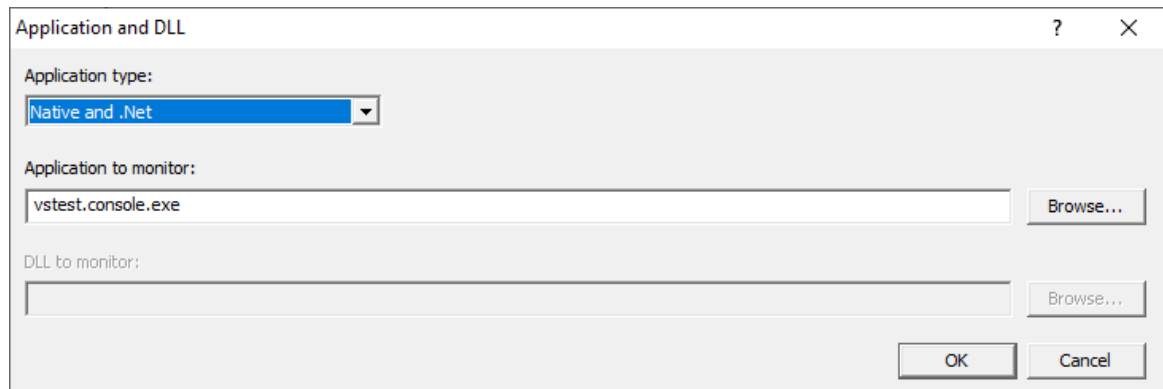 Application and DLL
?
Application type:
Native and .Net
Application to monitor:
vstest.console.exe
Browse...
DLL to monitor:
Browse...
OK
Cancel